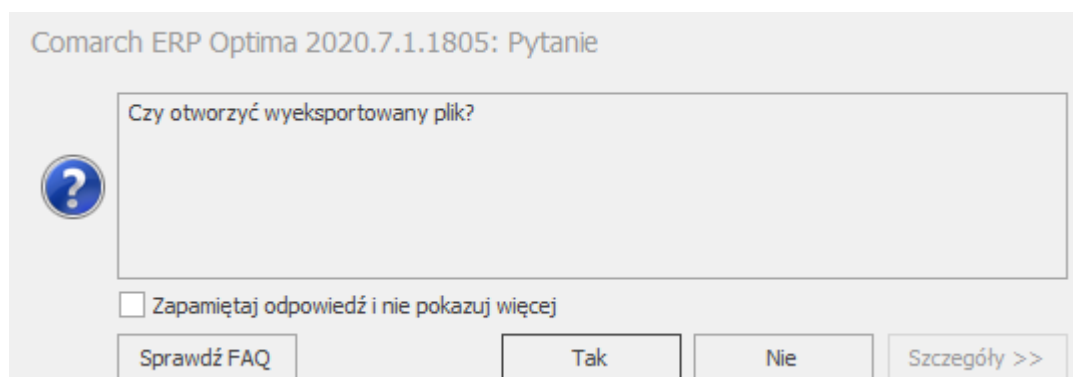 Comarch ERP Optima 2020.7.1.1805: Pytanie
Czy otworzyć wyeksportowany plik?
Zapamiętaj odpowiedź i nie pokazuj więcej
Sprawdź FAQ Tak Nie Szczegóły >>